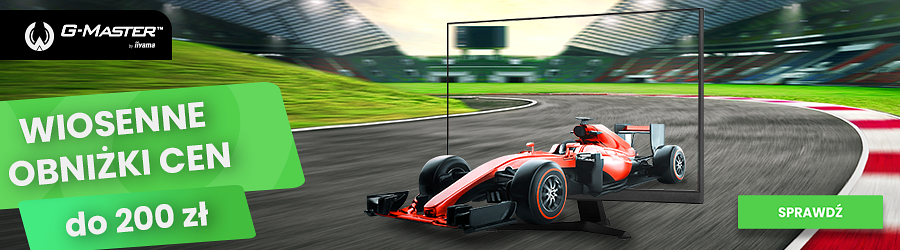 G-MASTER™
by iiyama
WIOSENNE
OBNIŻKI CEN
do 200 zł
SPRAWDŹ